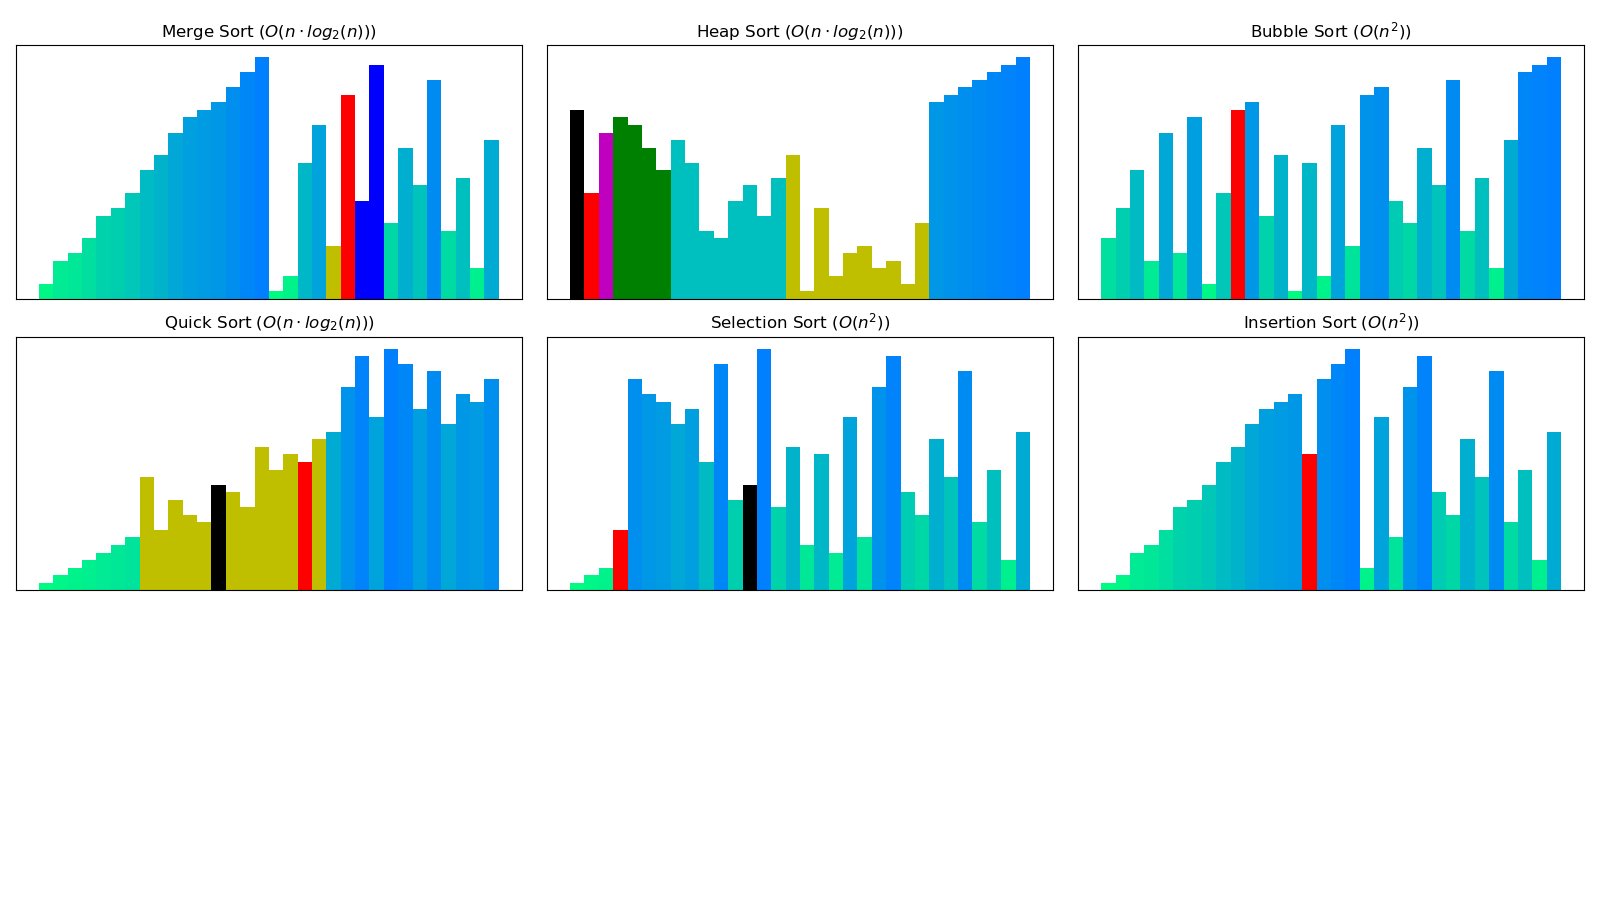 Merge Sort (O(n · log₂(n)))
Heap Sort (O(n · log₂(n)))
Bubble Sort (O(n²))
Quick Sort (O(n · log₂(n)))
Selection Sort (O(n²))
Insertion Sort (O(n²))